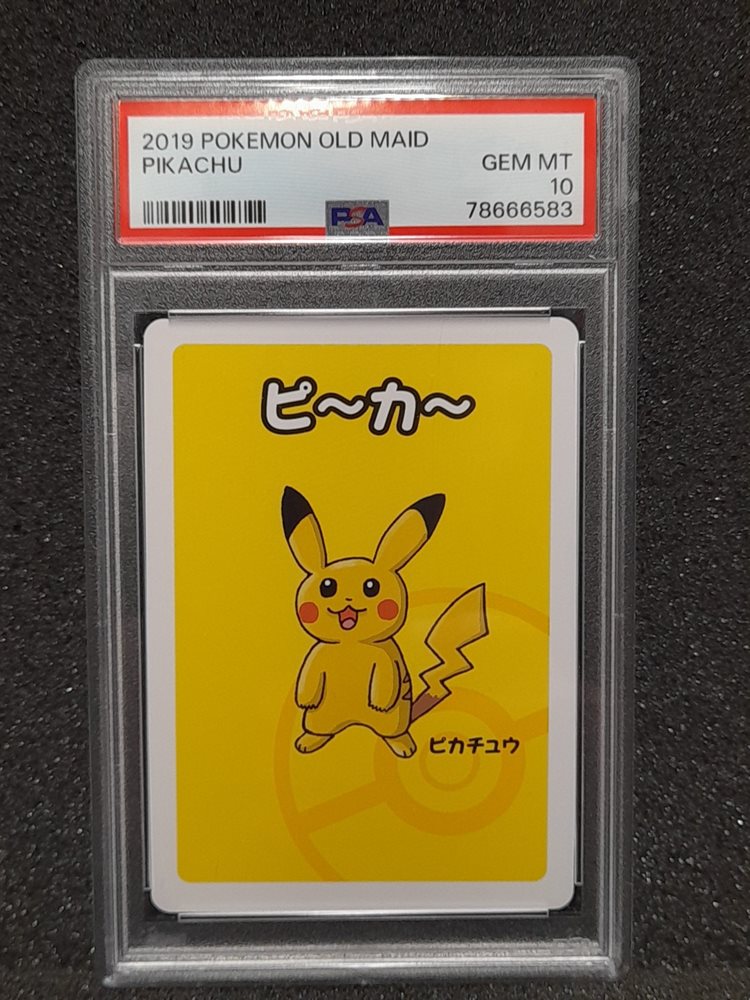 2019 POKEMON OLD MAID
PIKACHU
GEM MT
10
78666583
PSA
ピ〜カ〜
ピカチュウ